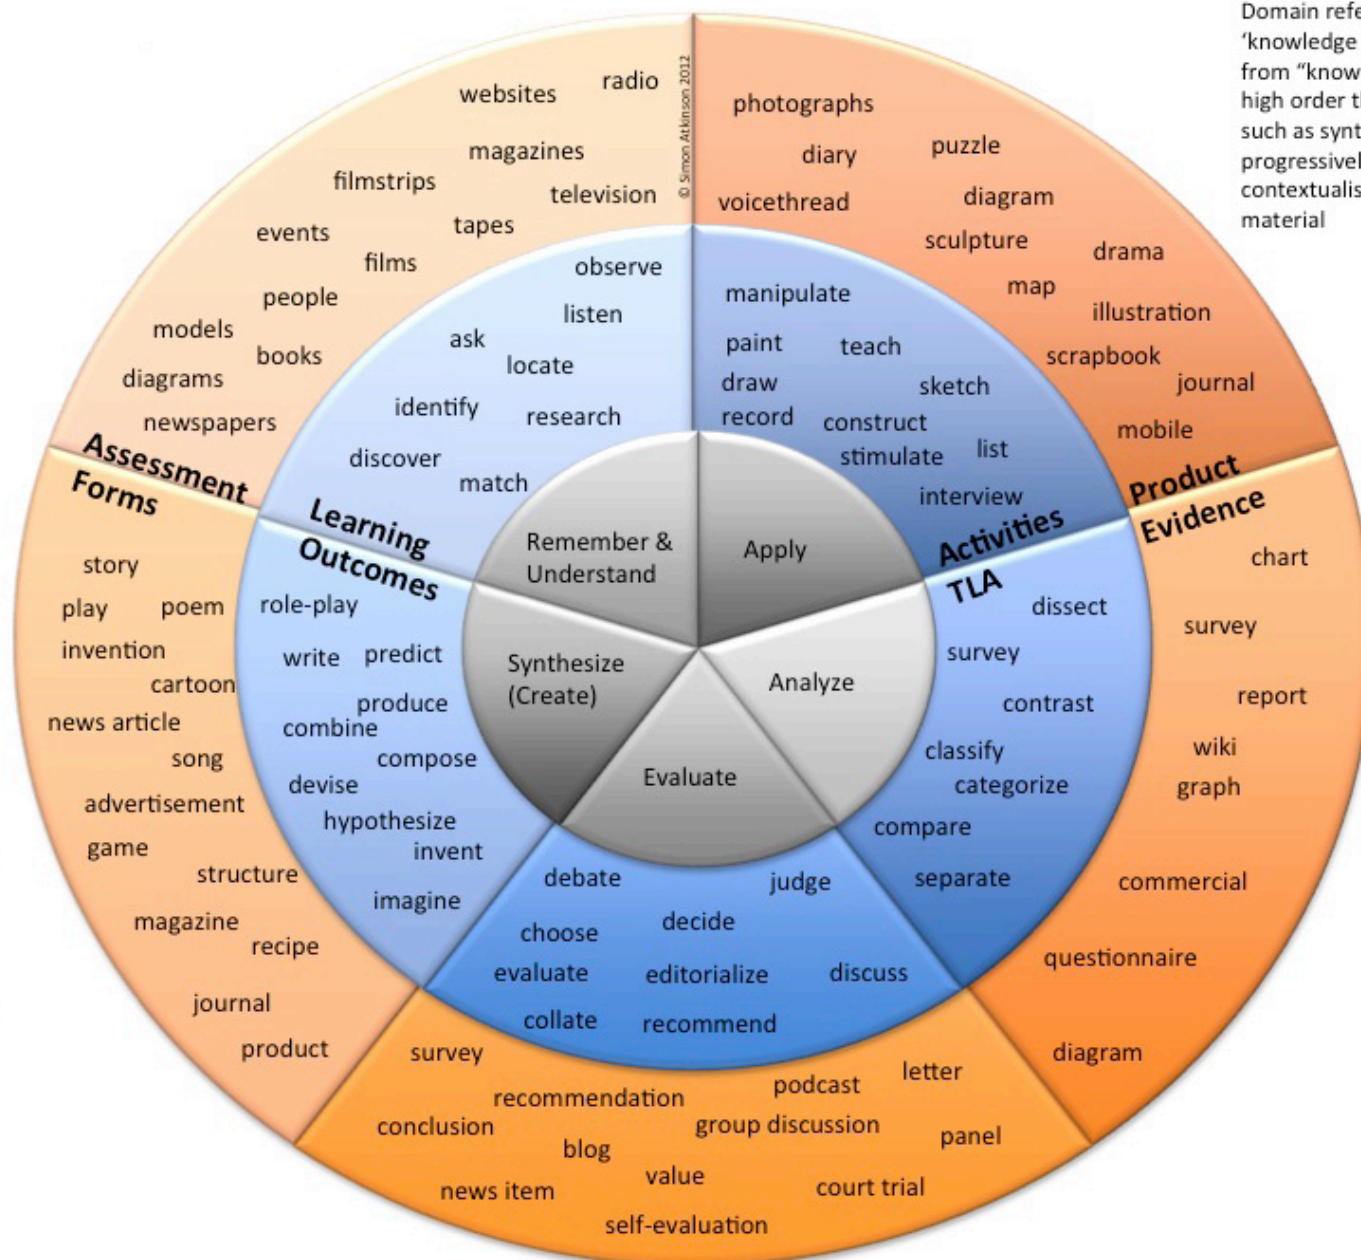 Domain refe
‘knowledge
from “know
high order th
such as synt
progressivel
contextualis
material
© Simon Atkinson 2012
websites
radio
magazines
filmstrips
television
events
tapes
films
people
models
books
diagrams
newspapers
photographs
diary
puzzle
voicethread
diagram
sculpture
drama
map
illustration
scrapbook
journal
mobile
Assessment
Forms
Product
Evidence
observe
listen
ask
locate
identify
research
discover
match
manipulate
paint
teach
draw
sketch
record
construct
stimulate
list
interview
Learning
Outcomes
Activities
TLA
Remember &
Understand
Apply
Synthesize
(Create)
Analyze
Evaluate
role-play
write
predict
produce
combine
compose
devise
hypothesize
invent
imagine
dissect
survey
contrast
classify
categorize
compare
separate
debate
judge
choose
decide
evaluate
editorialize
discuss
collate
recommend
story
play
poem
invention
cartoon
news article
song
advertisement
game
structure
magazine
recipe
journal
product
chart
survey
report
wiki
graph
commercial
questionnaire
diagram
survey
podcast
letter
recommendation
conclusion
group discussion
blog
panel
value
news item
court trial
self-evaluation